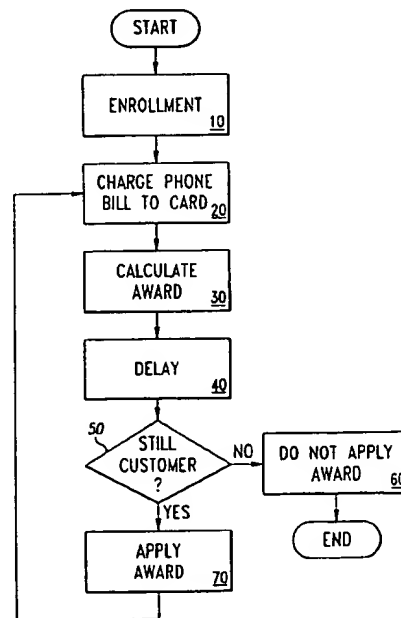 START
ENROLLMENT
10
CHARGE PHONE
BILL TO CARD
20
CALCULATE
AWARD
30
DELAY
40
50
STILL
CUSTOMER
?
NO
DO NOT APPLY
AWARD
60
YES
END
APPLY
AWARD
70